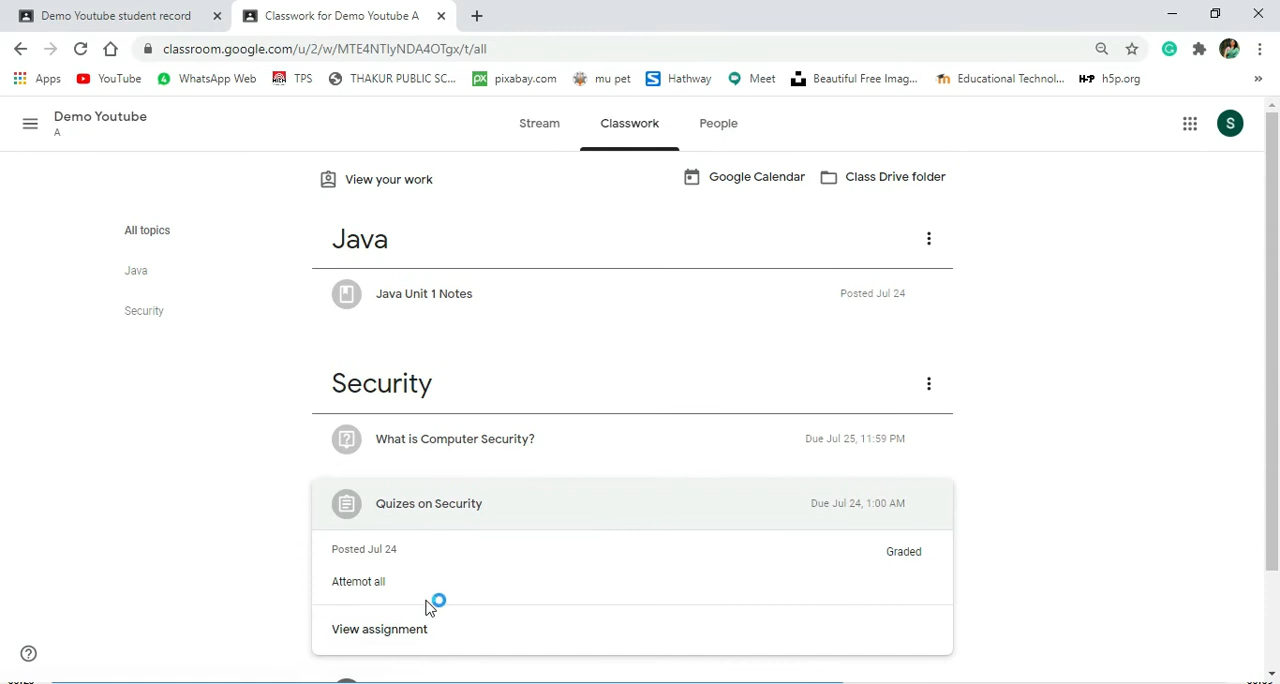 Demo Youtube student record
Classwork for Demo Youtube A
classroom.google.com/u/2/w/MTE4NTIyNDA4OTgx/t/all
Apps YouTube WhatsApp Web TPS THAKUR PUBLIC SC... pixabay.com mu pet Hathway Meet Beautiful Free Imag... Educational Technol... H-P h5p.org »
Demo Youtube
A
Stream Classwork People
S
View your work
Google Calendar Class Drive folder
All topics
Java
Security
Java
Java Unit 1 Notes Posted Jul 24
Security
What is Computer Security? Due Jul 25, 11:59 PM
Quizes on Security Due Jul 24, 1:00 AM
Posted Jul 24 Graded
Attemot all
View assignment